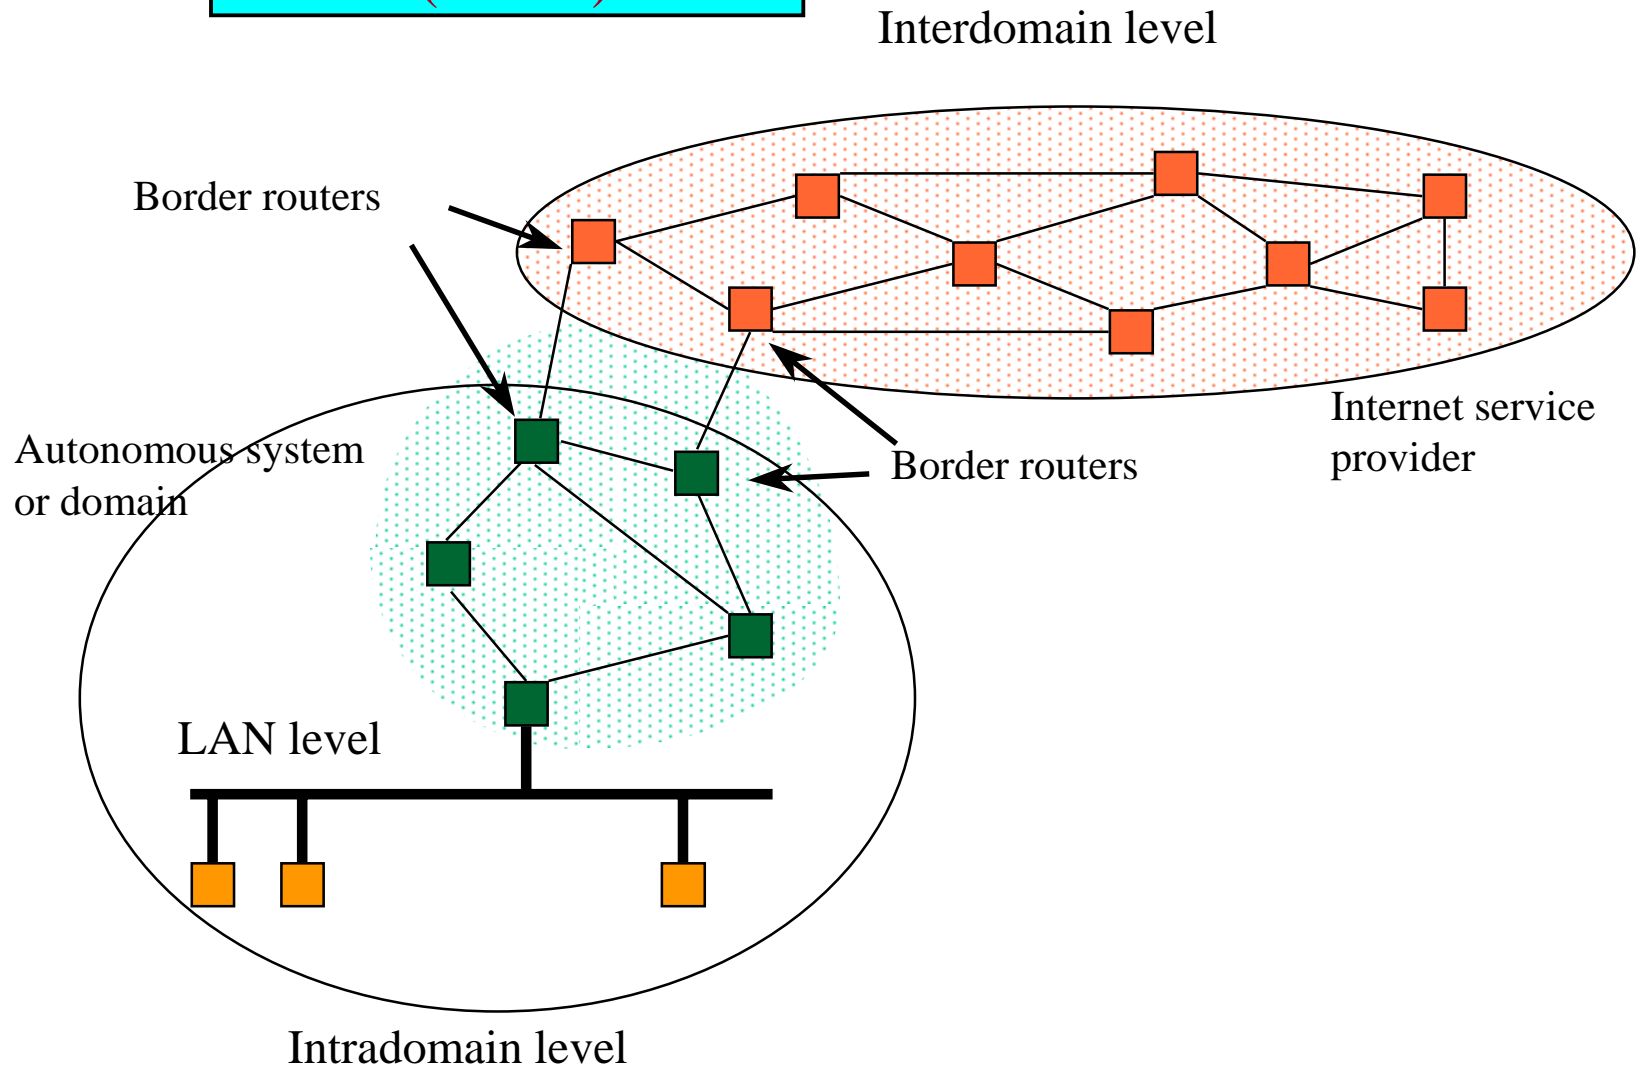 Interdomain level
Border routers
Internet service
provider
Autonomous system
or domain
Border routers
LAN level
Intradomain level